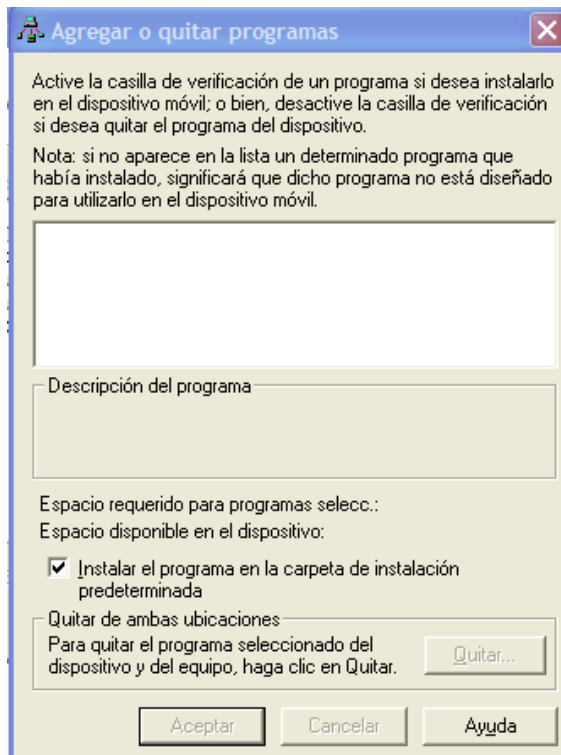 Agregar o quitar programas
Active la casilla de verificación de un programa si desea instalarlo
en el dispositivo móvil; o bien, desactive la casilla de verificación
si desea quitar el programa del dispositivo.
Nota: si no aparece en la lista un determinado programa que
había instalado, significará que dicho programa no está diseñado
para utilizarlo en el dispositivo móvil.
Descripción del programa
Espacio requerido para programas selecc.:
Espacio disponible en el dispositivo:
Instalar el programa en la carpeta de instalación
predeterminada
Quitar de ambas ubicaciones
Para quitar el programa seleccionado del
dispositivo y del equipo, haga clic en Quitar.
Quitar...
Aceptar
Cancelar
Ayuda